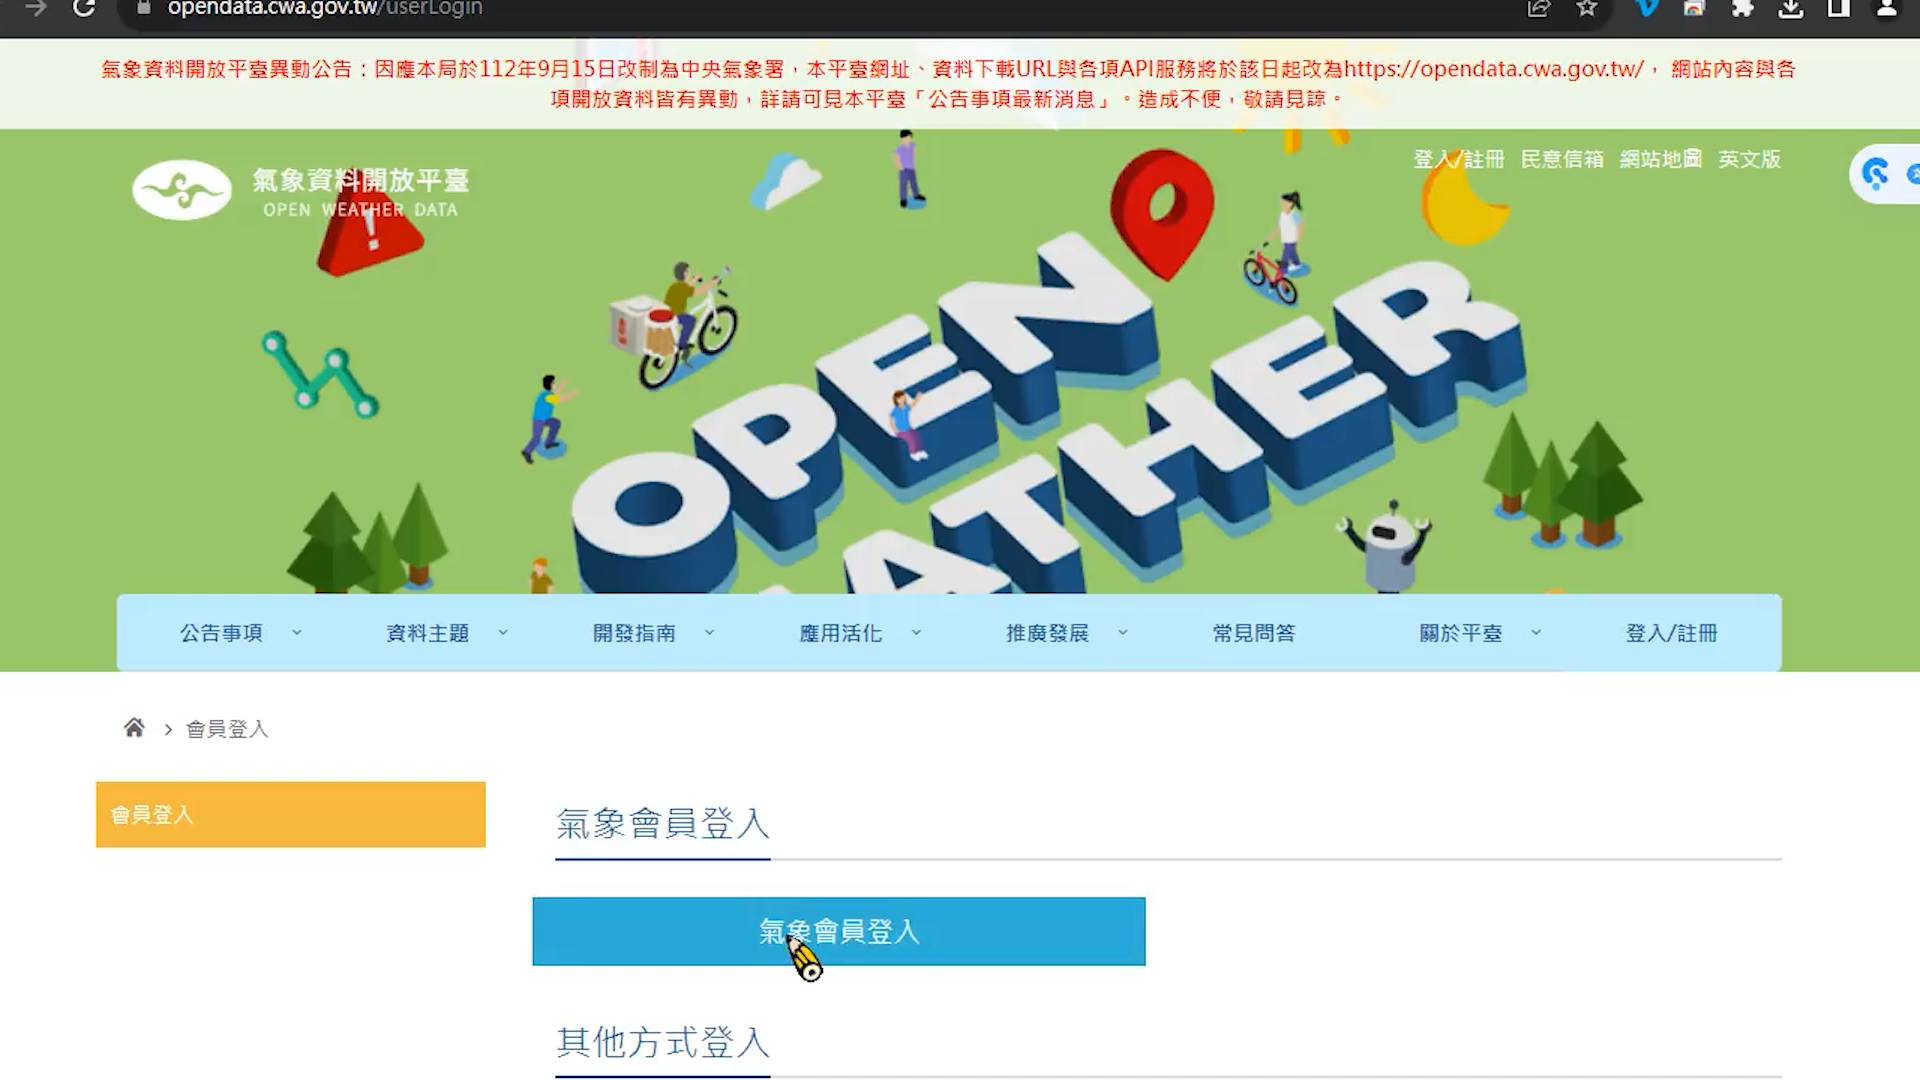 opendata.cwa.gov.tw/userLogin
氣象資料開放平臺異動公告：因應本局於112年9月15日改制為中央氣象署，本平臺網址、資料下載URL與各項API服務將於該日起改為https://opendata.cwa.gov.tw/， 網站內容與各
項開放資料皆有異動，詳請可見本平臺「公告事項最新消息」。造成不便，敬請見諒。
登入/註冊 民意信箱 網站地圖 英文版
氣象資料開放平臺
OPEN WEATHER DATA
OPEN
ATHER
公告事項 資料主題 開發指南 應用活化 推廣發展 常見問答 關於平臺 登入/註冊
> 會員登入
會員登入
氣象會員登入
氣象會員登入
其他方式登入